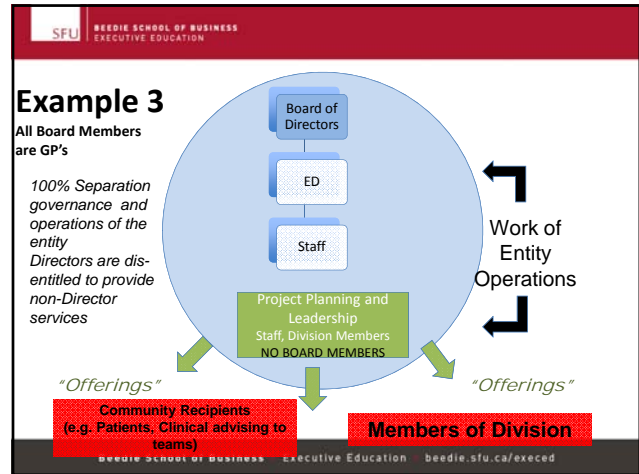 SFU
BEEDIE SCHOOL OF BUSINESS
EXECUTIVE EDUCATION
Example 3
All Board Members
are GP's
100% Separation
governance and
operations of the
entity
Directors are dis-
entitled to provide
non-Director
services
Board of
Directors
ED
Staff
Project Planning and
Leadership
Staff, Division Members
NO BOARD MEMBERS
Work of
Entity
Operations
"Offerings"
"Offerings"
Community Recipients
(e.g. Patients, Clinical advising to
teams)
Members of Division
Beedie School of Business Executive Education beedie.sfu.ca/execed